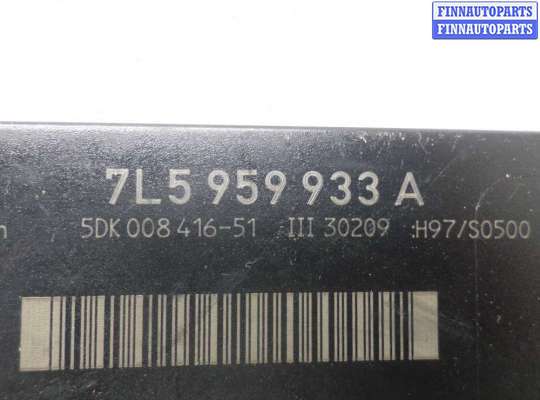 FINNAUTOPARTS
FINNAUTOPARTS
7L5 959 933 A
5DK 008 416-51 III 30209 :H97/S0500